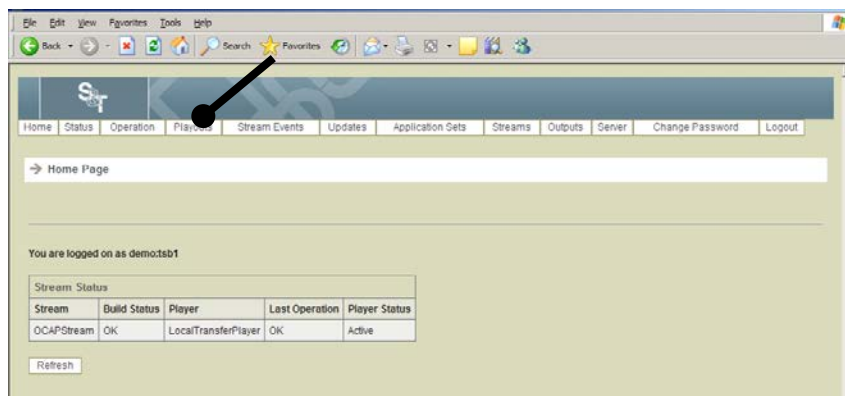 File Edit View Favorites Tools Help
Back Search Favorites
S&T
Home Status Operation Playouts Stream Events Updates Application Sets Streams Outputs Server Change Password Logout
Home Page
You are logged on as demo:tsb1
Stream Status
Stream Build Status Player Last Operation Player Status
OCAPStream OK LocalTransferPlayer OK Active
Refresh